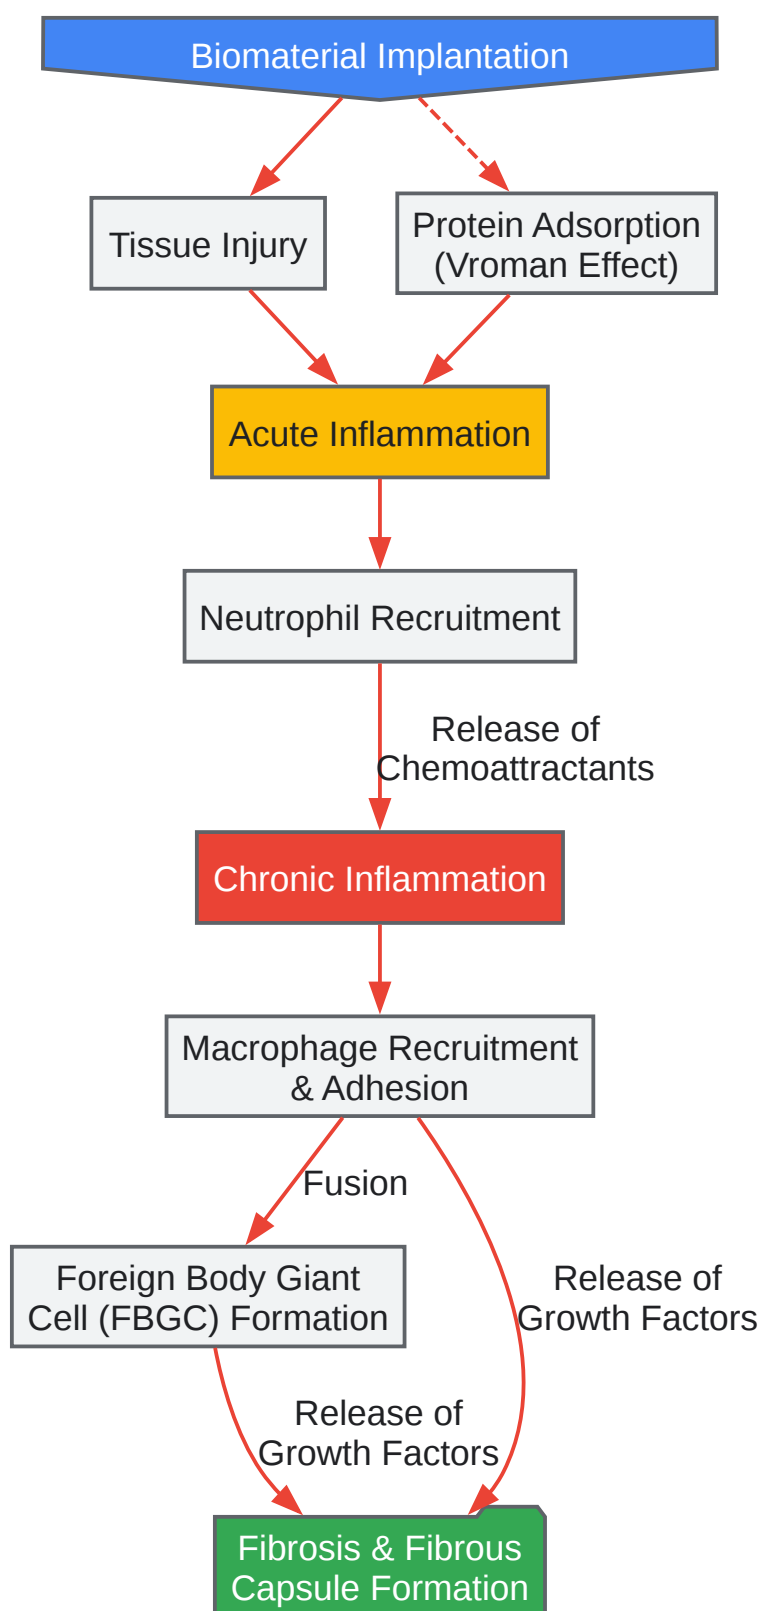 Biomaterial Implantation
Tissue Injury
Protein Adsorption
(Vroman Effect)
Acute Inflammation
Neutrophil Recruitment
Release of
Chemoattractants
Chronic Inflammation
Macrophage Recruitment
& Adhesion
Fusion
Foreign Body Giant
Cell (FBGC) Formation
Release of
Growth Factors
Release of
Growth Factors
Fibrosis & Fibrous
Capsule Formation